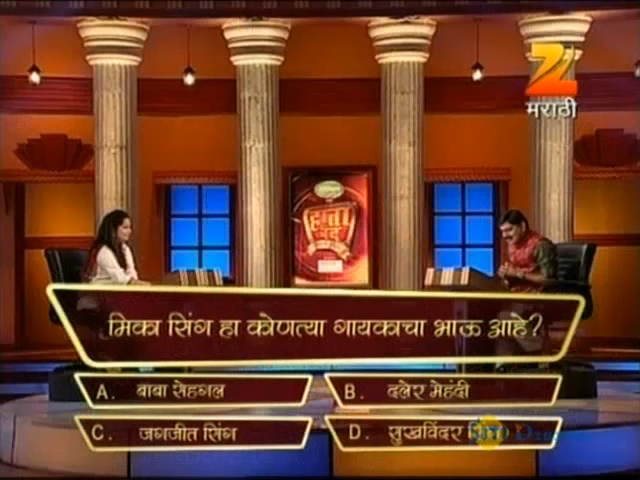 मराठी
मिका सिंग हा कोणत्या गायकाचा भाऊ आहे?
A. बाबा सेहगल
B. दलेर मेहंदी
C. जगजीत सिंग
D. सुखविंदर